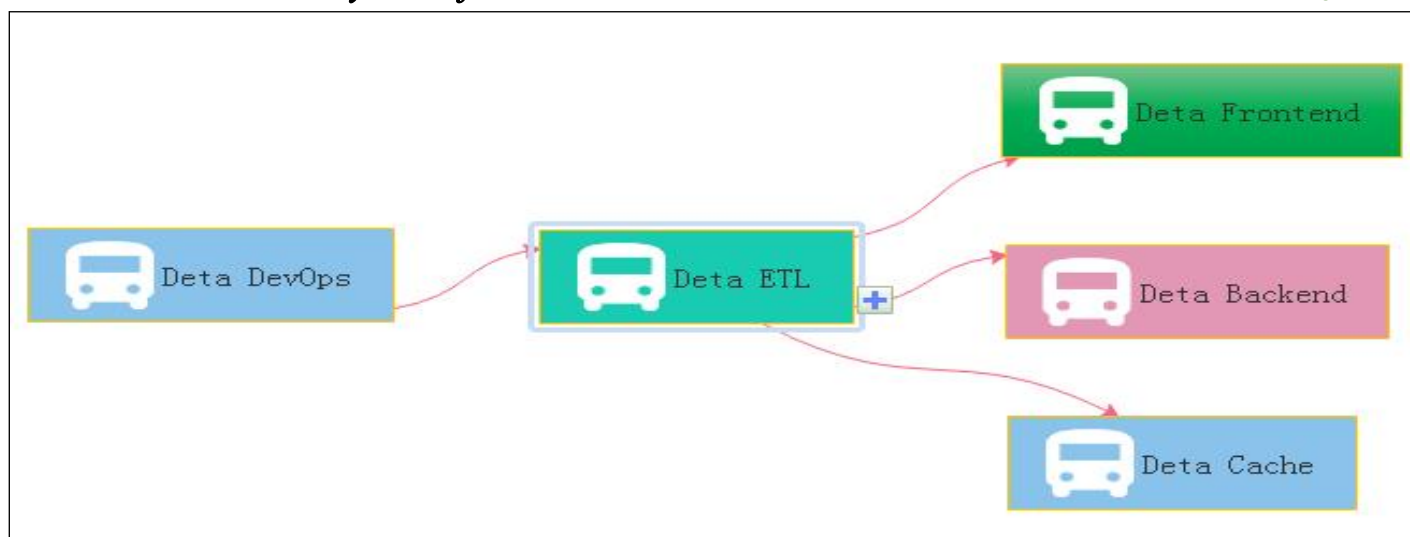 Deta Frontend
Deta DevOps
Deta ETL
Deta Backend
Deta Cache